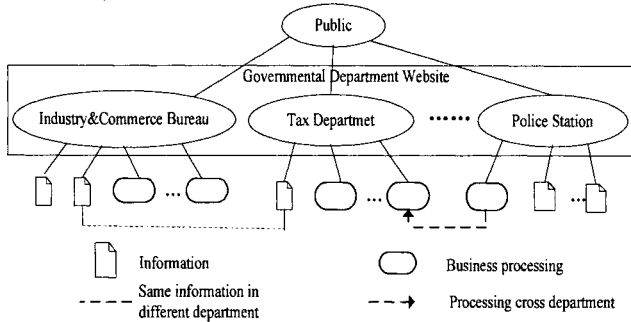 Public
Governmental Department Website
Industry&Commerce Bureau
Tax Departmet
......
Police Station
...
...
...
Information
Business processing
Same information in
different department
Processing cross department